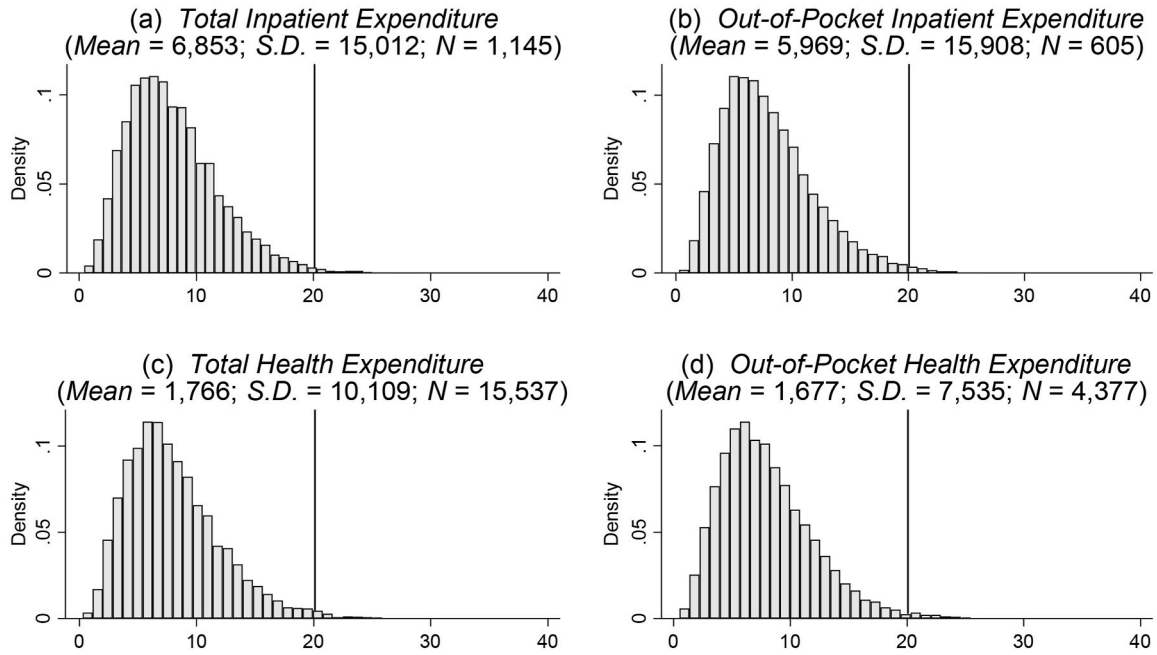 (a) Total Inpatient Expenditure
(Mean = 6,853; S.D. = 15,012; N = 1,145)
Density
.1
.05
0
0 10 20 30 40
(b) Out-of-Pocket Inpatient Expenditure
(Mean = 5,969; S.D. = 15,908; N = 605)
Density
.1
.05
0
0 10 20 30 40
(c) Total Health Expenditure
(Mean = 1,766; S.D. = 10,109; N = 15,537)
Density
.1
.05
0
0 10 20 30 40
(d) Out-of-Pocket Health Expenditure
(Mean = 1,677; S.D. = 7,535; N = 4,377)
Density
.1
.05
0
0 10 20 30 40